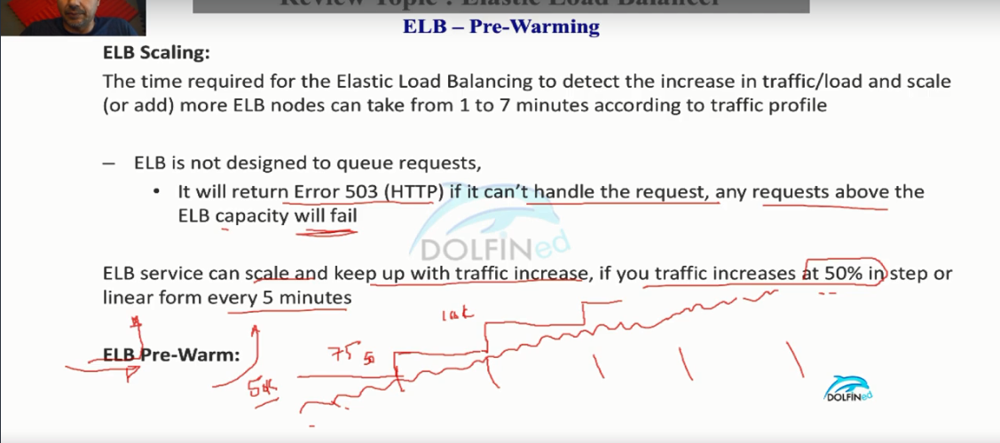 Review Topic : Elastic Load Balancer
ELB – Pre-Warming
ELB Scaling:
The time required for the Elastic Load Balancing to detect the increase in traffic/load and scale
(or add) more ELB nodes can take from 1 to 7 minutes according to traffic profile
– ELB is not designed to queue requests,
• It will return Error 503 (HTTP) if it can’t handle the request, any requests above the
ELB capacity will fail
DOLFINed
ELB service can scale and keep up with traffic increase, if you traffic increases at 50% in step or
linear form every 5 minutes
ELB Pre-Warm:
75
50
DOLFINed